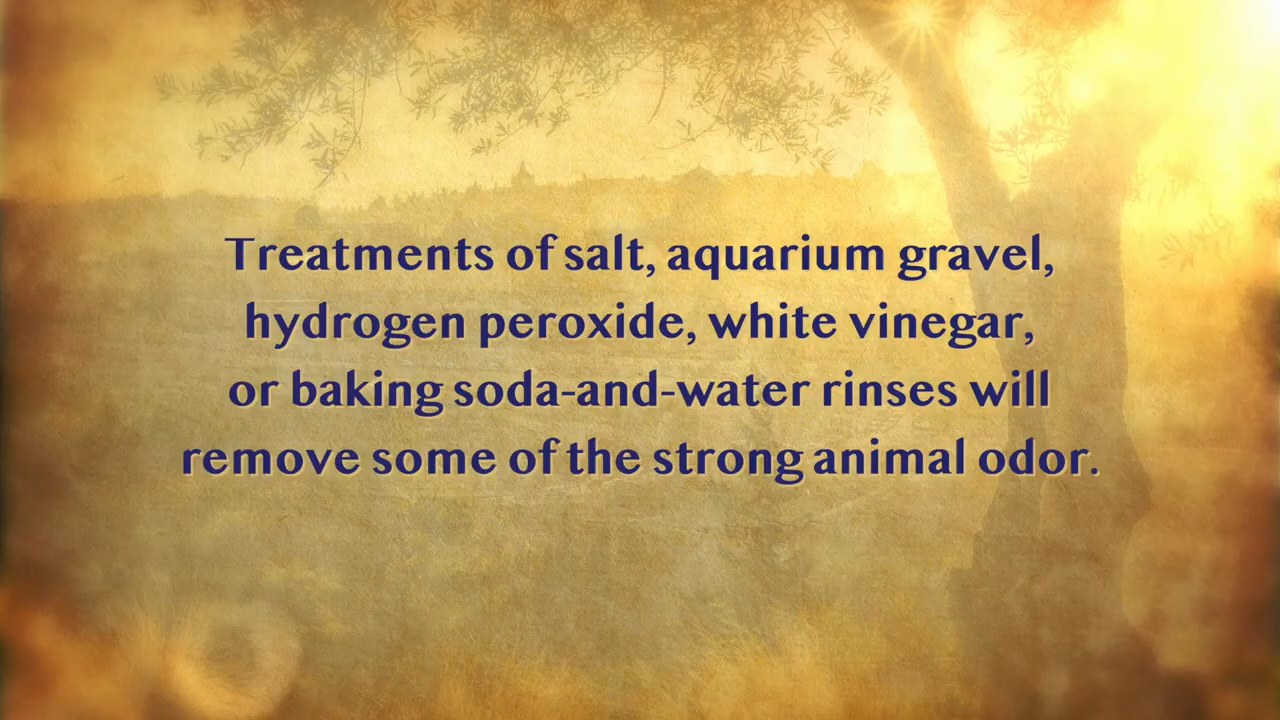 Treatments of salt, aquarium gravel,
hydrogen peroxide, white vinegar,
or baking soda-and-water rinses will
remove some of the strong animal odor.